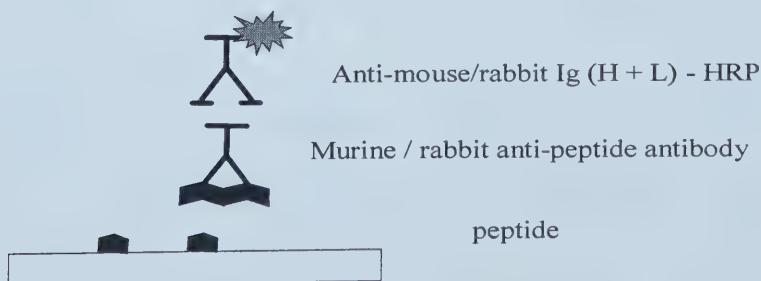 Anti-mouse/rabbit Ig (H + L) - HRP
Murine / rabbit anti-peptide antibody
peptide